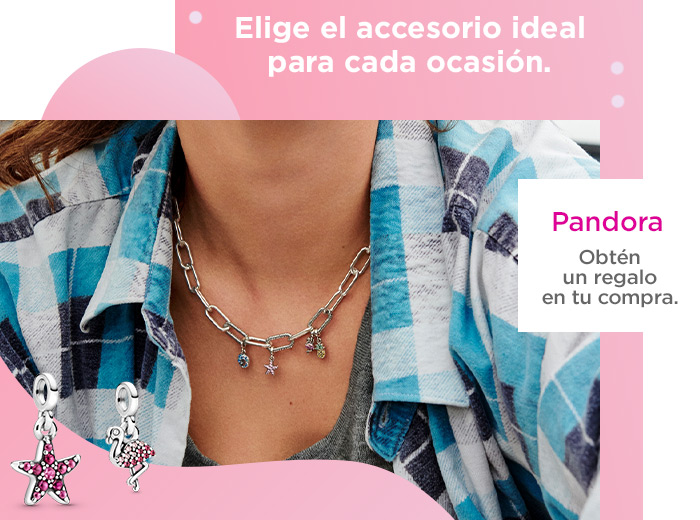 Elige el accesorio ideal
para cada ocasión.
Pandora
Obtén
un regalo
en tu compra.